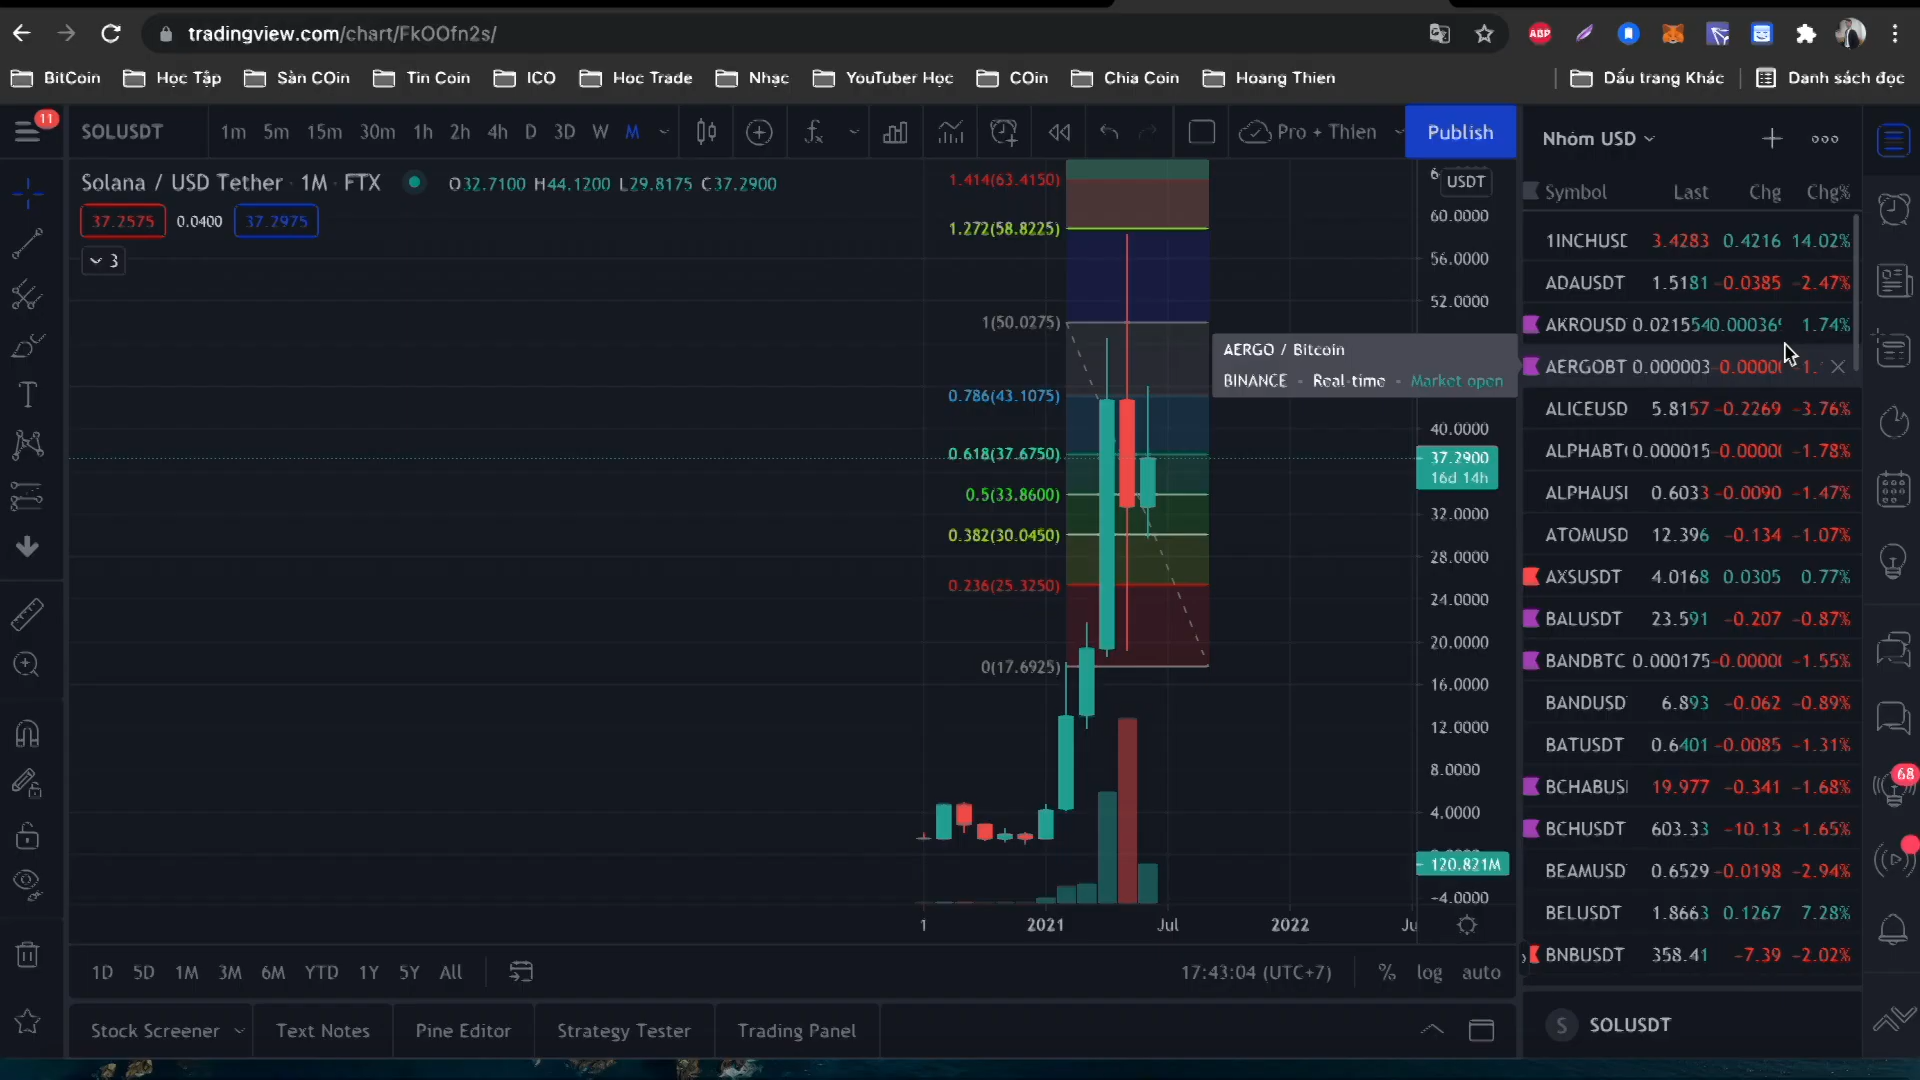 tradingview.com/chart/FkOOfn2s/
ABP
BitCoin Học Tập Sàn COin Tin Coin ICO Hoc Trade Nhạc YouTuber Học COin Chia Coin Hoang Thien Dấu trang Khác Danh sách đọc
11
SOLUSDT 1m 5m 15m 30m 1h 2h 4h D 3D W M Pro + Thien Publish
Nhóm USD
Solana / USD Tether · 1M · FTX O32.7100 H44.1200 L29.8175 C37.2900
37.2575 0.0400 37.2975
3
1.414(63.4150)
1.272(58.8225)
1(50.0275)
0.786(43.1075)
0.618(37.6750)
0.5(33.8600)
0.382(30.0450)
0.236(25.3250)
0(17.6925)
AERGO / Bitcoin
BINANCE - Real-time - Market open
USDT
60.0000
56.0000
52.0000
40.0000
37.2900
16d 14h
32.0000
28.0000
24.0000
20.0000
16.0000
12.0000
8.0000
4.0000
120.821M
-4.0000
1 2021 Jul 2022 Ju
Symbol Last Chg Chg%
1INCHUSD 3.4283 0.4216 14.02%
ADAUSDT 1.5181 -0.0385 -2.47%
AKROUSD 0.021554 0.00036 1.74%
AERGOBT 0.000003 -0.0000 -1.
ALICEUSD 5.8157 -0.2269 -3.76%
ALPHABT 0.000015 -0.0000 -1.78%
ALPHAUSI 0.6033 -0.0090 -1.47%
ATOMUSD 12.396 -0.134 -1.07%
AXSUSDT 4.0168 0.0305 0.77%
BALUSDT 23.591 -0.207 -0.87%
BANDBTC 0.000175 -0.0000 -1.55%
BANDUSD 6.893 -0.062 -0.89%
BATUSDT 0.6401 -0.0085 -1.31%
BCHABUSI 19.977 -0.341 -1.68%
BCHUSDT 603.33 -10.13 -1.65%
BEAMUSD 0.6529 -0.0198 -2.94%
BELUSDT 1.8663 0.1267 7.28%
BNBUSDT 358.41 -7.39 -2.02%
68
1D 5D 1M 3M 6M YTD 1Y 5Y All 17:43:04 (UTC+7) % log auto
Stock Screener Text Notes Pine Editor Strategy Tester Trading Panel
S SOLUSDT